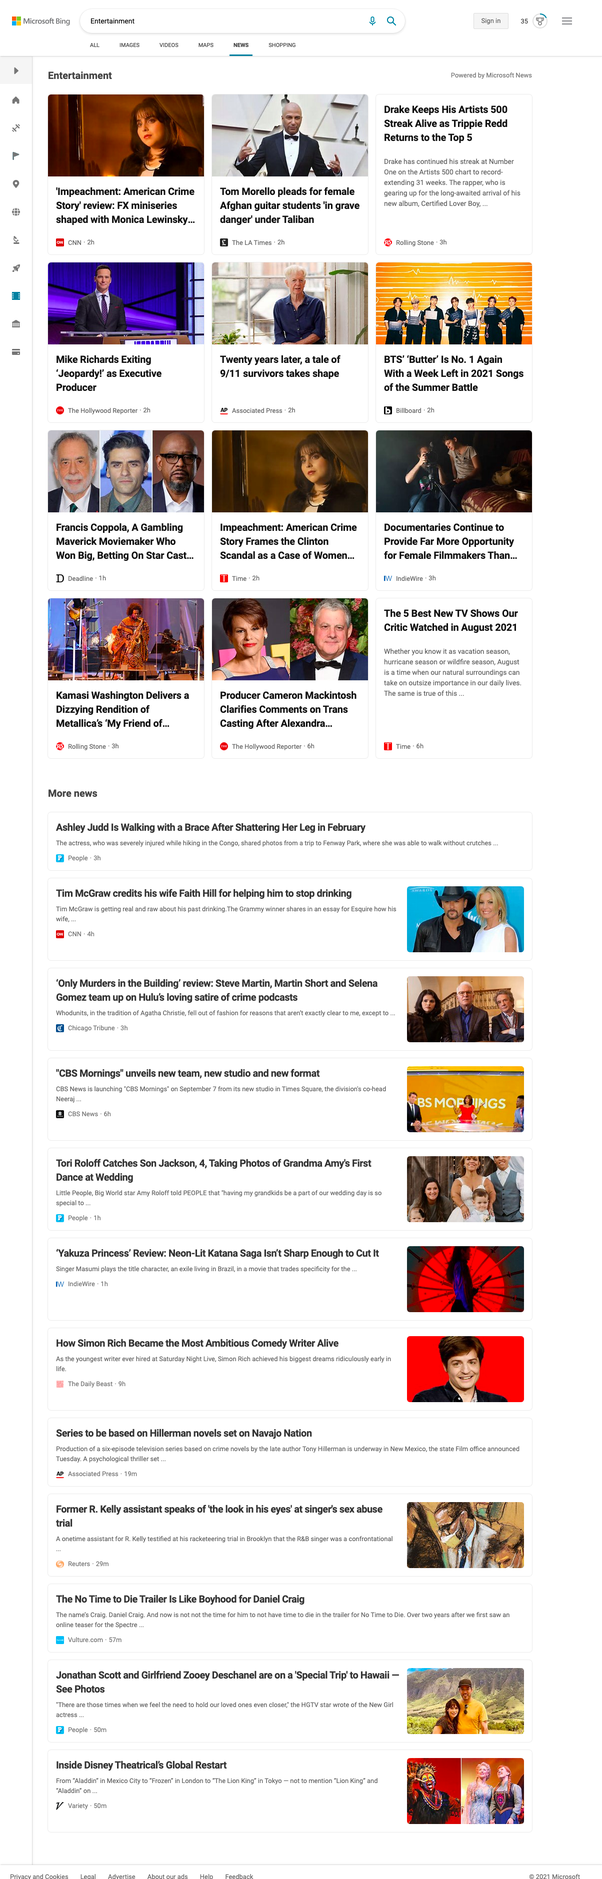 Microsoft Bing
Entertainment
Sign in
35
ALL
IMAGES
VIDEOS
MAPS
NEWS
SHOPPING
Entertainment
Powered by Microsoft News
'Impeachment: American Crime
Story' review: FX miniseries
shaped with Monica Lewinsky...
CNN · 2h
Tom Morello pleads for female
Afghan guitar students 'in grave
danger' under Taliban
The LA Times · 2h
Drake Keeps His Artists 500
Streak Alive as Trippie Redd
Returns to the Top 5
Drake has continued his streak at Number
One on the Artists 500 chart to record-
extending 31 weeks. The rapper, who is
gearing up for the long-awaited arrival of his
new album, Certified Lover Boy, ...
Rolling Stone · 3h
Mike Richards Exiting
'Jeopardy!' as Executive
Producer
The Hollywood Reporter · 2h
Twenty years later, a tale of
9/11 survivors takes shape
AP
Associated Press · 2h
BTS' 'Butter' Is No. 1 Again
With a Week Left in 2021 Songs
of the Summer Battle
Billboard · 2h
Francis Coppola, A Gambling
Maverick Moviemaker Who
Won Big, Betting On Star Cast...
Deadline · 1h
Impeachment: American Crime
Story Frames the Clinton
Scandal as a Case of Women...
Time · 2h
Documentaries Continue to
Provide Far More Opportunity
for Female Filmmakers Than...
IW
IndieWire · 3h
Kamasi Washington Delivers a
Dizzying Rendition of
Metallica's 'My Friend of...
Rolling Stone · 3h
Producer Cameron Mackintosh
Clarifies Comments on Trans
Casting After Alexandra...
The Hollywood Reporter · 6h
The 5 Best New TV Shows Our
Critic Watched in August 2021
Whether you know it as vacation season,
hurricane season or wildfire season, August
is a time when our natural surroundings can
take on outsize importance in our daily lives.
The same is true of this ...
Time · 6h
More news
Ashley Judd Is Walking with a Brace After Shattering Her Leg in February
The actress, who was severely injured while hiking in the Congo, shared photos from a trip to Fenway Park, where she was able to walk without crutches ...
People · 3h
Tim McGraw credits his wife Faith Hill for helping him to stop drinking
Tim McGraw is getting real and raw about his past drinking.The Grammy winner shares in an essay for Esquire how his
wife, ...
CNN · 4h
'Only Murders in the Building' review: Steve Martin, Martin Short and Selena
Gomez team up on Hulu's loving satire of crime podcasts
Whodunits, in the tradition of Agatha Christie, fell out of fashion for reasons that aren't exactly clear to me, except to ...
Chicago Tribune · 3h
"CBS Mornings" unveils new team, new studio and new format
CBS News is launching "CBS Mornings" on September 7 from its new studio in Times Square, the division's co-head
Neeraj ...
CBS News · 6h
BS MORNINGS
Tori Roloff Catches Son Jackson, 4, Taking Photos of Grandma Amy's First
Dance at Wedding
Little People, Big World star Amy Roloff told PEOPLE that "having my grandkids be a part of our wedding day is so
special to ...
People · 1h
'Yakuza Princess' Review: Neon-Lit Katana Saga Isn't Sharp Enough to Cut It
Singer Masumi plays the title character, an exile living in Brazil, in a movie that trades specificity for the ...
IW
IndieWire · 1h
How Simon Rich Became the Most Ambitious Comedy Writer Alive
As the youngest writer ever hired at Saturday Night Live, Simon Rich achieved his biggest dreams ridiculously early in
life.
The Daily Beast · 9h
Series to be based on Hillerman novels set on Navajo Nation
Production of a six-episode television series based on crime novels by the late author Tony Hillerman is underway in New Mexico, the state Film office announced
Tuesday. A psychological thriller set ...
AP
Associated Press · 19m
Former R. Kelly assistant speaks of 'the look in his eyes' at singer's sex abuse
trial
A onetime assistant for R. Kelly testified at his racketeering trial in Brooklyn that the R&B singer was a confrontational
...
Reuters · 29m
The No Time to Die Trailer Is Like Boyhood for Daniel Craig
The name's Craig. Daniel Craig. And now is not not the time for him to not have time to die in the trailer for No Time to Die. Over two years after we first saw an
online teaser for the Spectre ...
Vulture.com · 57m
Jonathan Scott and Girlfriend Zooey Deschanel are on a 'Special Trip' to Hawaii —
See Photos
"There are those times when we feel the need to hold our loved ones even closer," the HGTV star wrote of the New Girl
actress ...
People · 50m
Inside Disney Theatrical's Global Restart
From "Aladdin" in Mexico City to "Frozen" in London to "The Lion King" in Tokyo — not to mention "Lion King" and
"Aladdin" on ...
Variety · 50m
Privacy and Cookies
Legal
Advertise
About our ads
Help
Feedback
© 2021 Microsoft